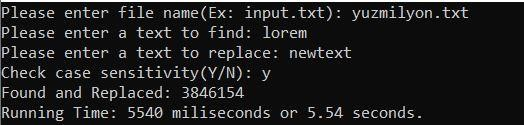 Please enter file name(Ex: input.txt): yuzmilyon.txt
Please enter a text to find: lorem
Please enter a text to replace: newtext
Check case sensitivity(Y/N): y
Found and Replaced: 3846154
Running Time: 5540 miliseconds or 5.54 seconds.